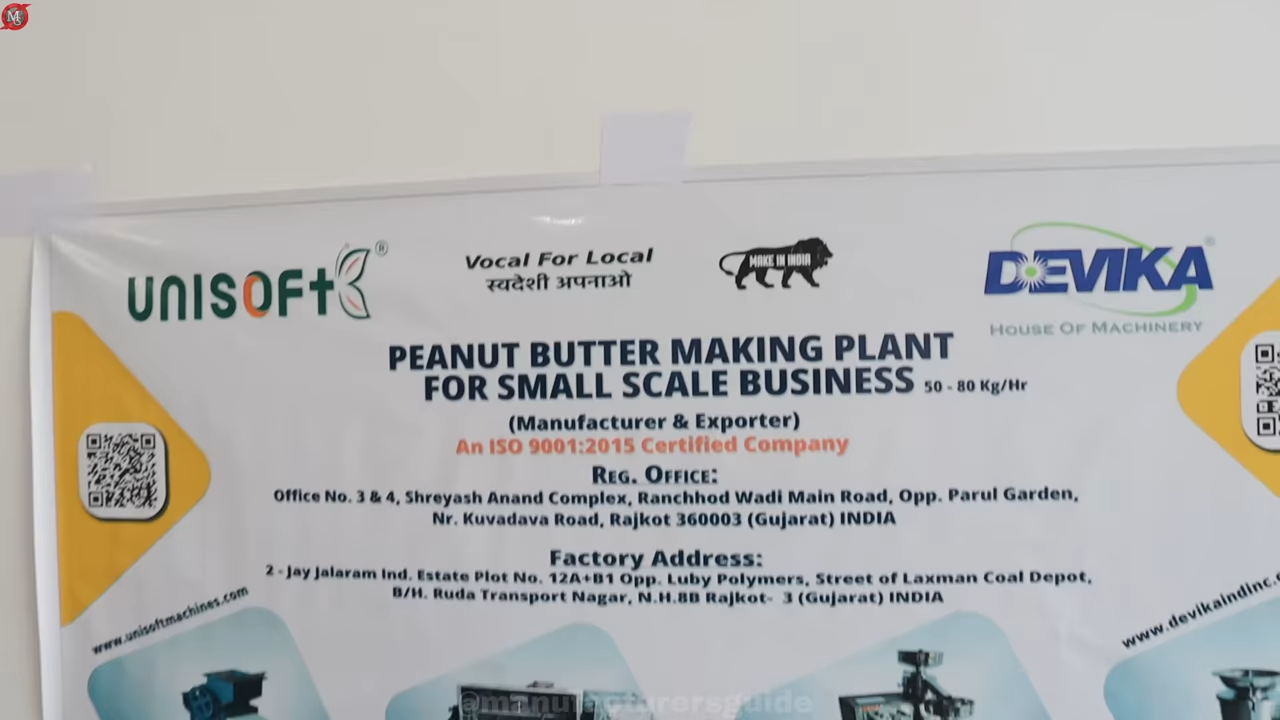 UNISOFt ®
Vocal For Local
स्वदेशी अपनाओ
MAKE IN INDIA
DEVIKA
HOUSE OF MACHINERY
PEANUT BUTTER MAKING PLANT
FOR SMALL SCALE BUSINESS 50 - 80 Kg/Hr
(Manufacturer & Exporter)
An ISO 9001:2015 Certified Company
REG. OFFICE:
Office No. 3 & 4, Shreyash Anand Complex, Ranchhod Wadi Main Road, Opp. Parul Garden,
Nr. Kuvadava Road, Rajkot 360003 (Gujarat) INDIA
Factory Address:
2 - Jay Jalaram Ind. Estate Plot No. 12A+B1 Opp. Luby Polymers, Street of Laxman Coal Depot,
B/H. Ruda Transport Nagar, N.H.8B Rajkot- 3 (Gujarat) INDIA
www.unisoftmachines.com
www.devikaindinc.
@manufacturersguide